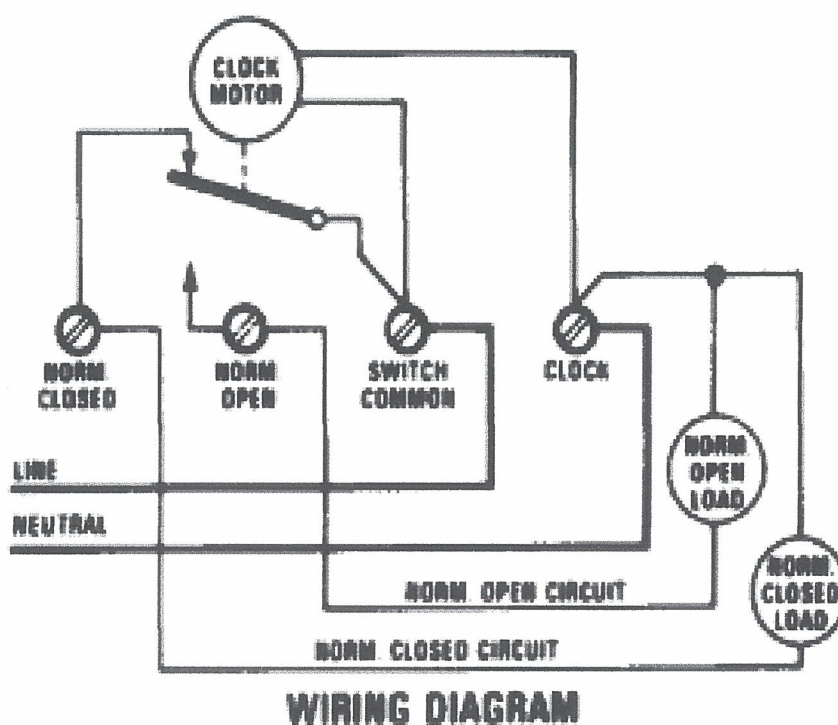 CLOCK
MOTOR
NORM.
CLOSED
NORM.
OPEN
SWITCH
COMMON
CLOCK
LINE
NEUTRAL
NORM.
OPEN
LOAD
NORM.
CLOSED
LOAD
NORM. OPEN CIRCUIT
NORM. CLOSED CIRCUIT
WIRING DIAGRAM